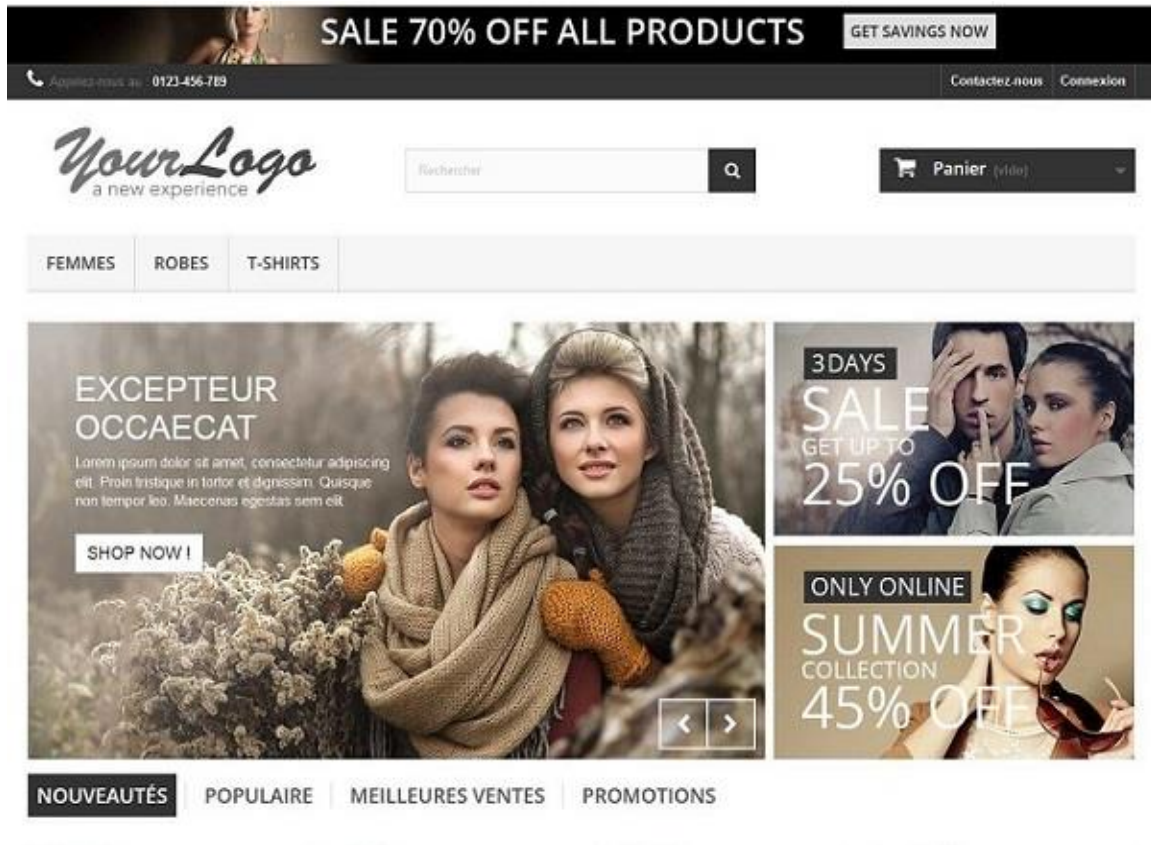 SALE 70% OFF ALL PRODUCTS
GET SAVINGS NOW
Appelez-nous au : 0123-456-789
Contactez-nous
Connexion
YourLogo
a new experience
Rechercher
Panier (vide)
FEMMES
ROBES
T-SHIRTS
EXCEPTEUR
OCCAECAT
Lorem ipsum dolor sit amet, consectetur adipiscing
elit. Proin tristique in tortor et dignissim. Quisque
non tempor leo. Maecenas egestas sem elit
SHOP NOW !
3 DAYS
SALE
GET UP TO
25% OFF
ONLY ONLINE
SUMMER
COLLECTION
45% OFF
NOUVEAUTÉS
POPULAIRE
MEILLEURES VENTES
PROMOTIONS